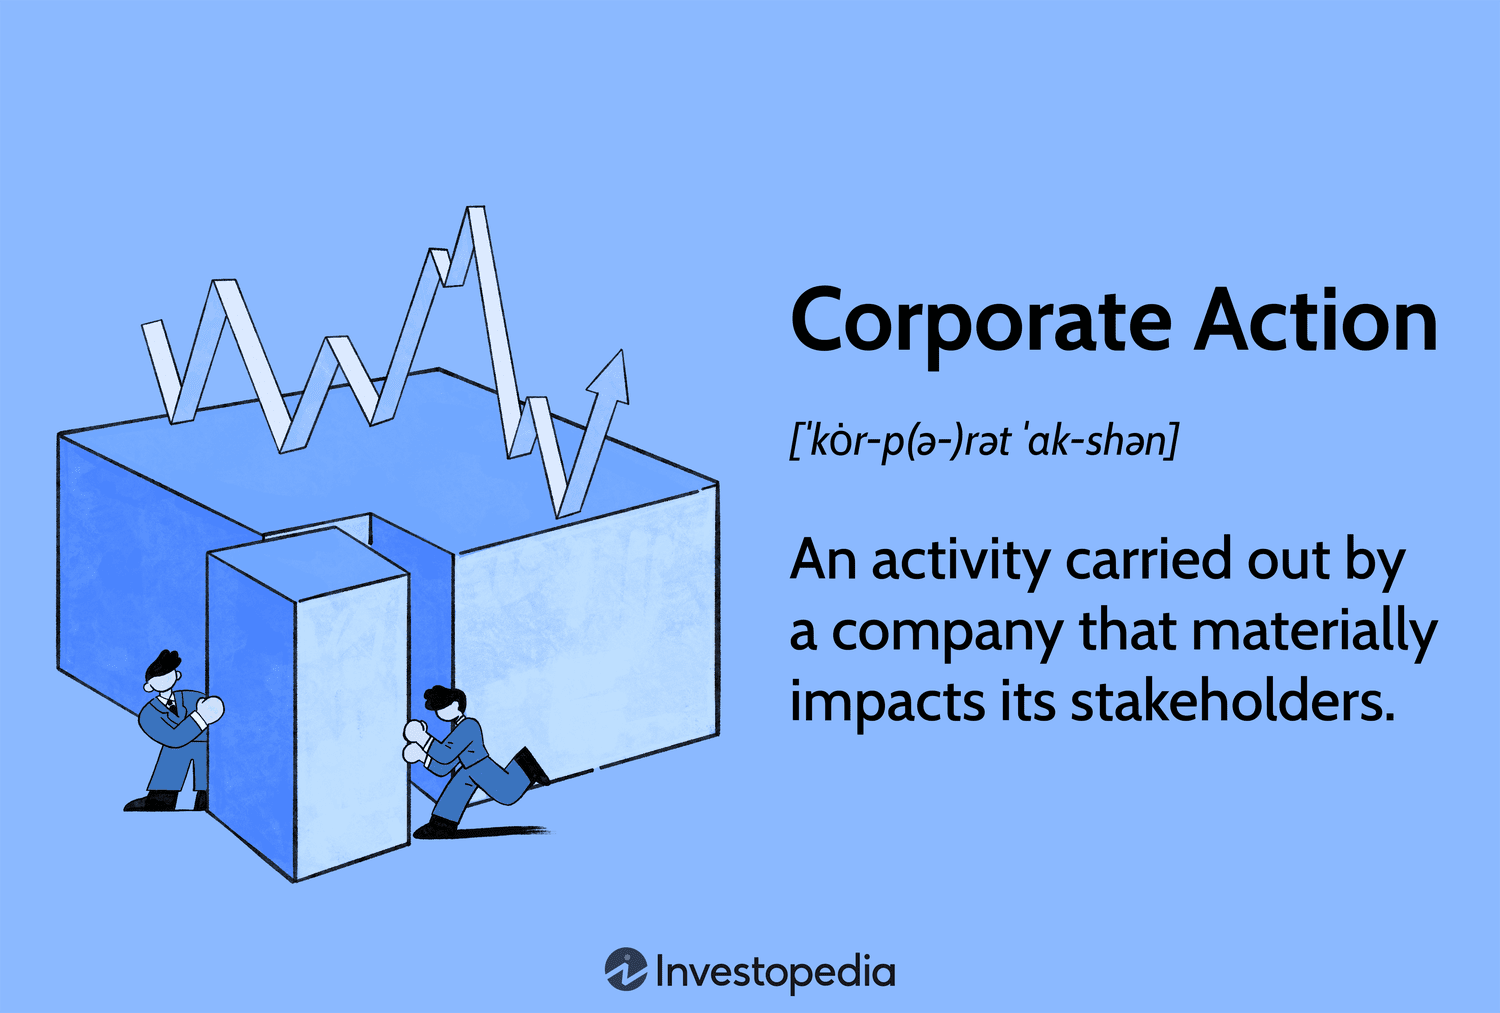 Corporate Action
[ˈkȯr-p(ə-)rət ˈak-shən]
An activity carried out by
a company that materially
impacts its stakeholders.
Investopedia